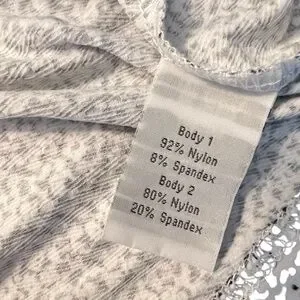 Body 1
92% Nylon
8% Spandex
Body 2
80% Nylon
20% Spandex